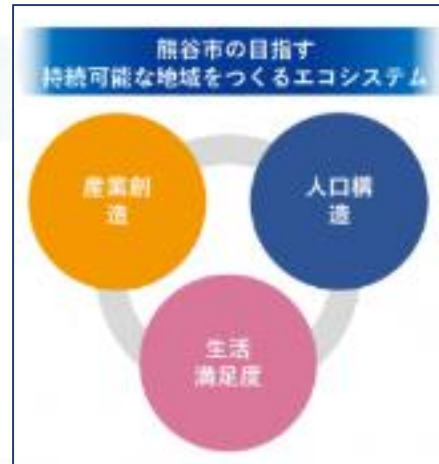 熊谷市の目指す
持続可能な地域をつくるエコシステム
産業創
造
人口構
造
生活
満足度